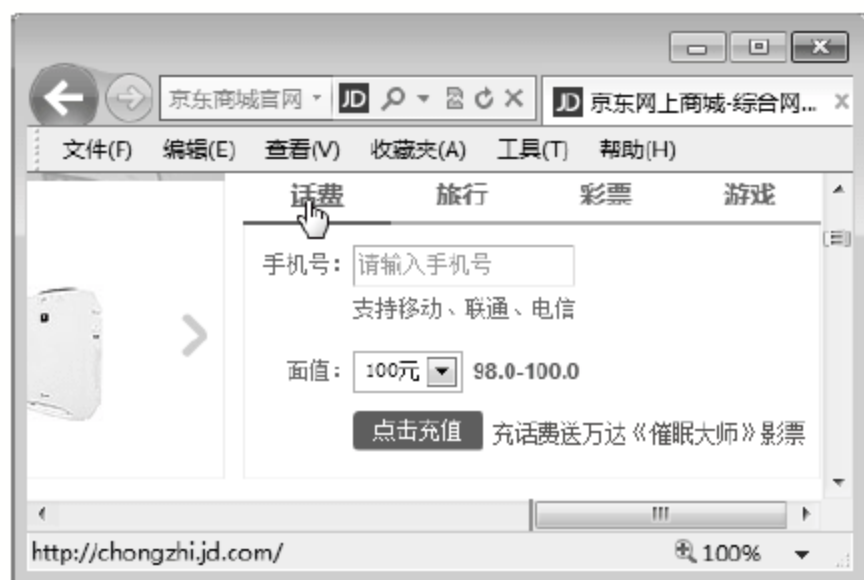 京东商城官网 JD JD 京东网上商城-综合网...
文件(F) 编辑(E) 查看(V) 收藏夹(A) 工具(T) 帮助(H)
话费 旅行 彩票 游戏
手机号： 请输入手机号
支持移动、联通、电信
面值： 100元 98.0-100.0
点击充值 充话费送万达《催眠大师》影票
http://chongzhi.jd.com/ 100%